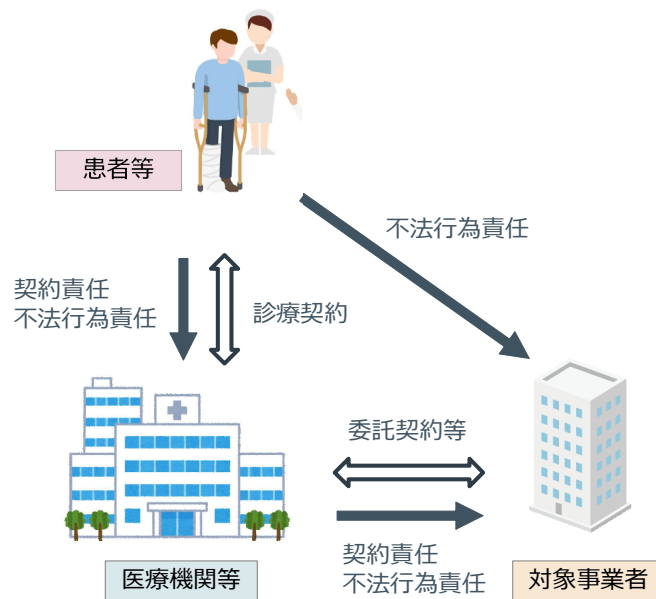 患者等
不法行為責任
契約責任
不法行為責任
診療契約
委託契約等
契約責任
不法行為責任
医療機関等
対象事業者